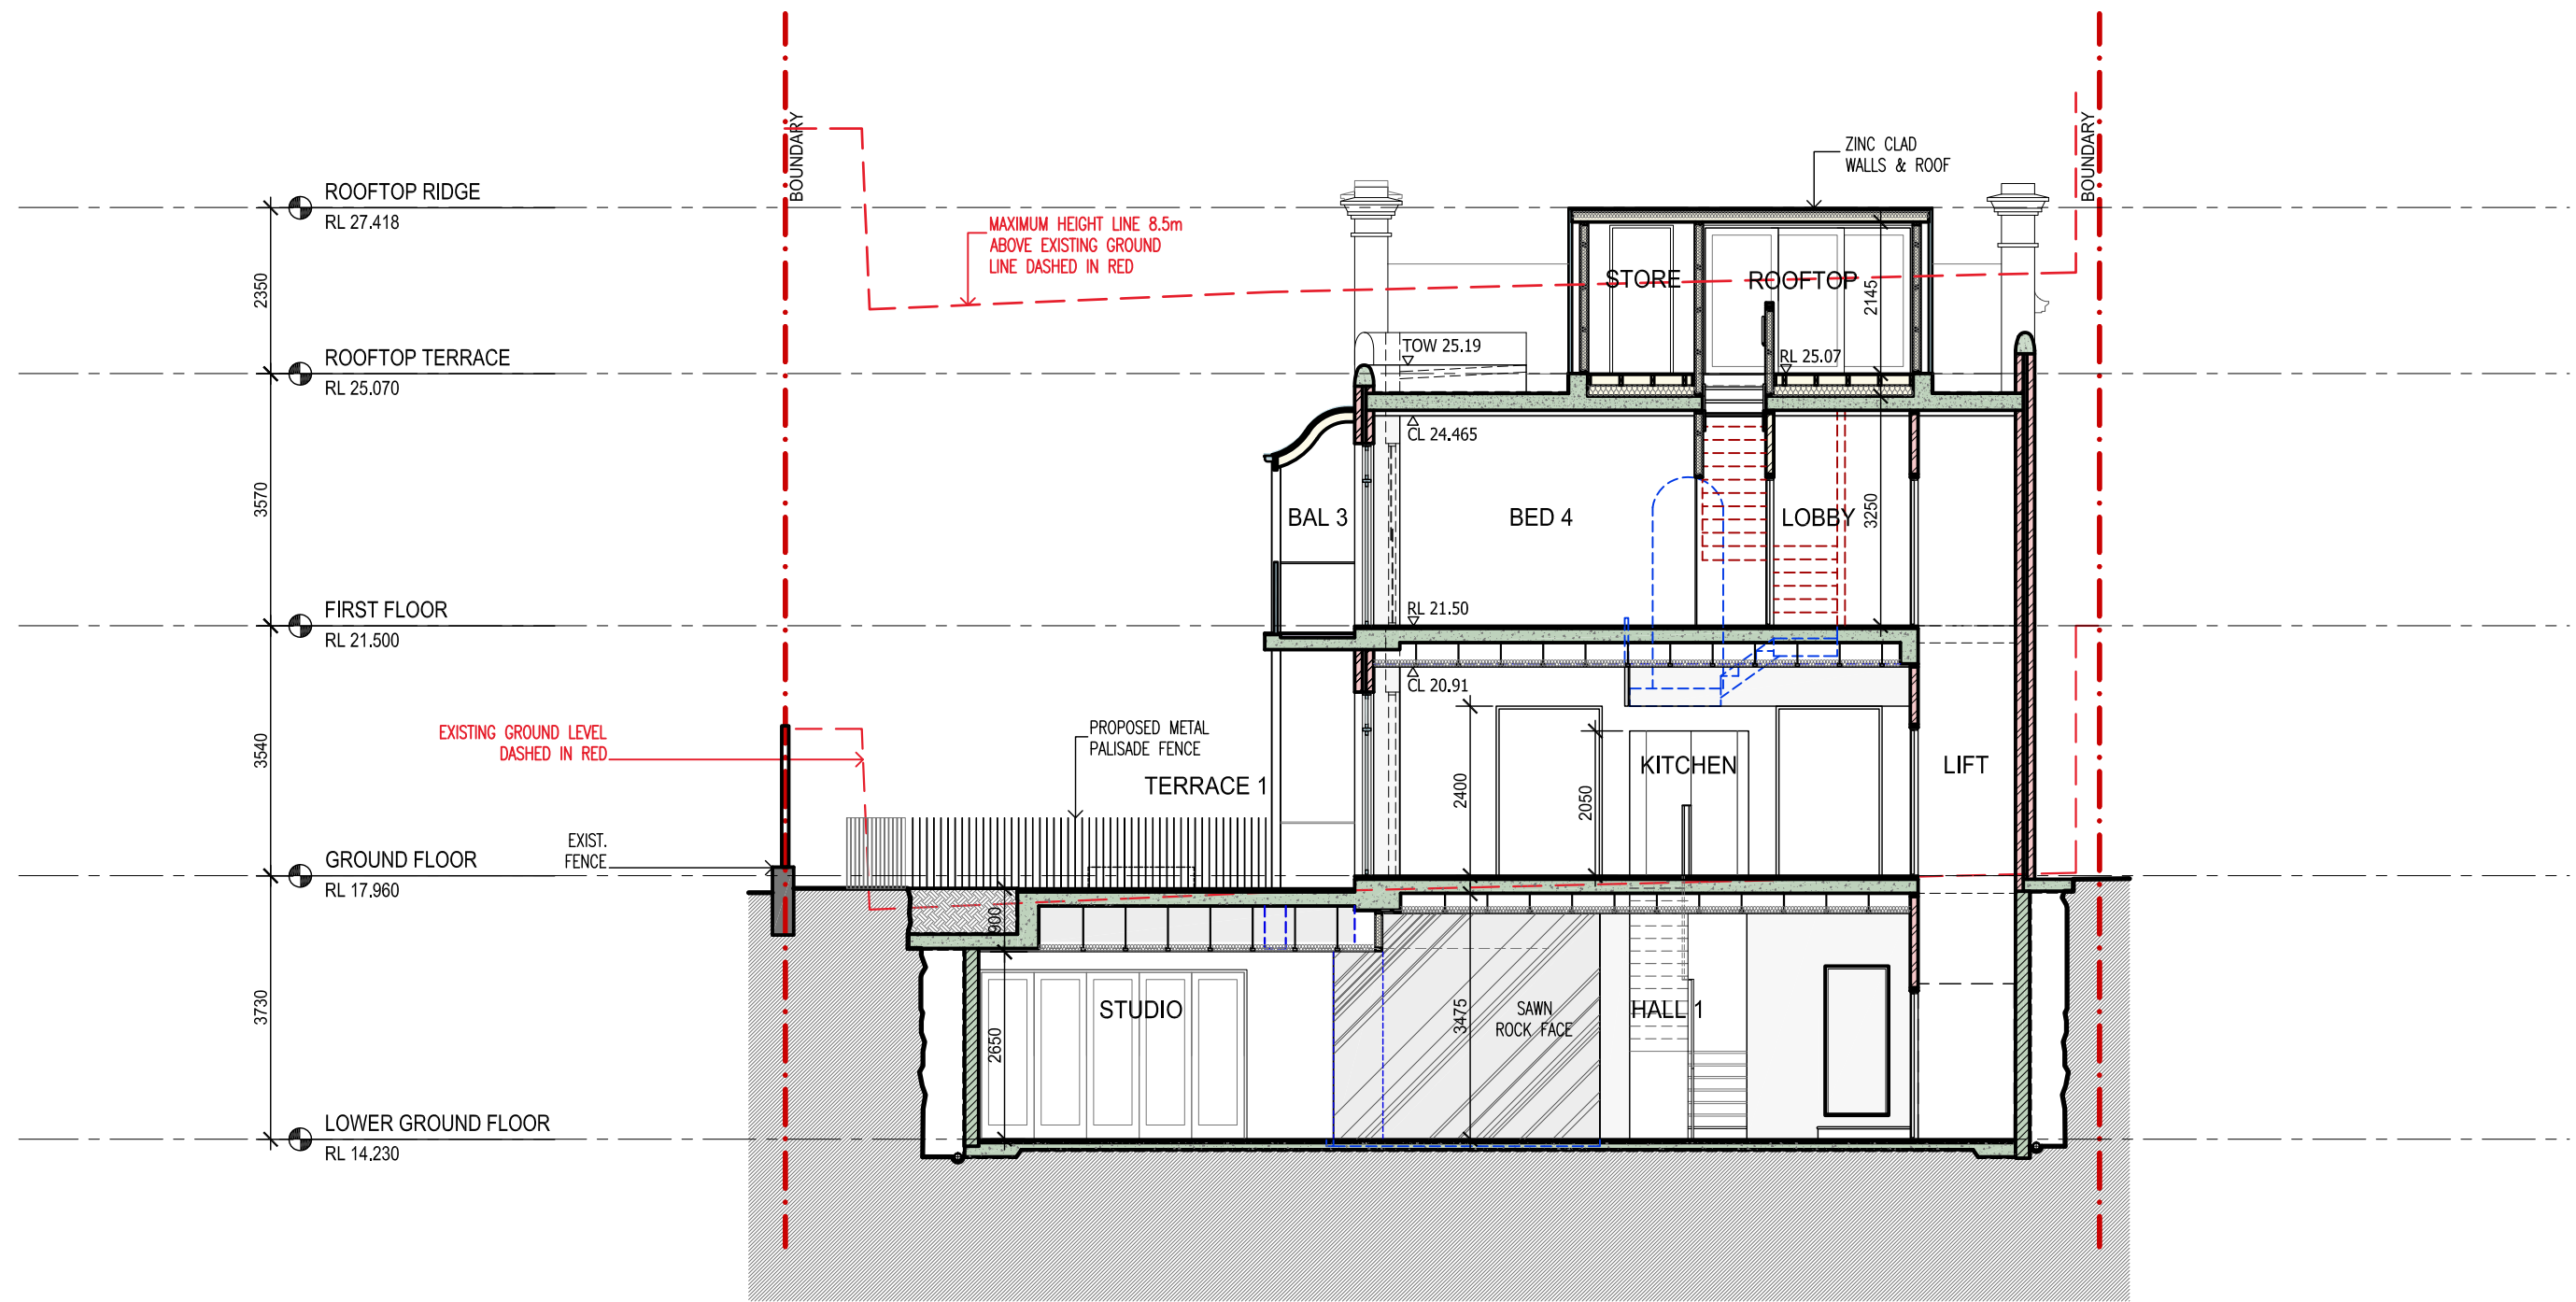 BOUNDARY
BOUNDARY
ZINC CLAD
WALLS & ROOF
ROOFTOP RIDGE
RL 27.418
MAXIMUM HEIGHT LINE 8.5m
ABOVE EXISTING GROUND
LINE DASHED IN RED
2350
STORE
ROOFTOP
2145
ROOFTOP TERRACE
RL 25.070
TOW 25.19
RL 25.07
CL 24.465
3570
BAL 3
BED 4
LOBBY
3250
FIRST FLOOR
RL 21.500
RL 21.50
CL 20.91
EXISTING GROUND LEVEL
DASHED IN RED
PROPOSED METAL
PALISADE FENCE
3540
TERRACE 1
2400
2050
KITCHEN
LIFT
EXIST.
FENCE
GROUND FLOOR
RL 17.960
900
3730
STUDIO
2650
3475
SAWN
ROCK FACE
HALL 1
LOWER GROUND FLOOR
RL 14.230